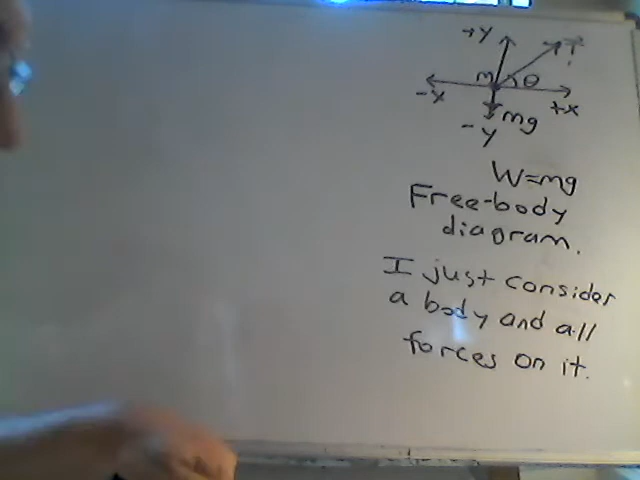 +Y
T
M θ
-X +X
mg
-Y
W=mg
Free-body
diagram.
I just consider
a body and all
forces on it.